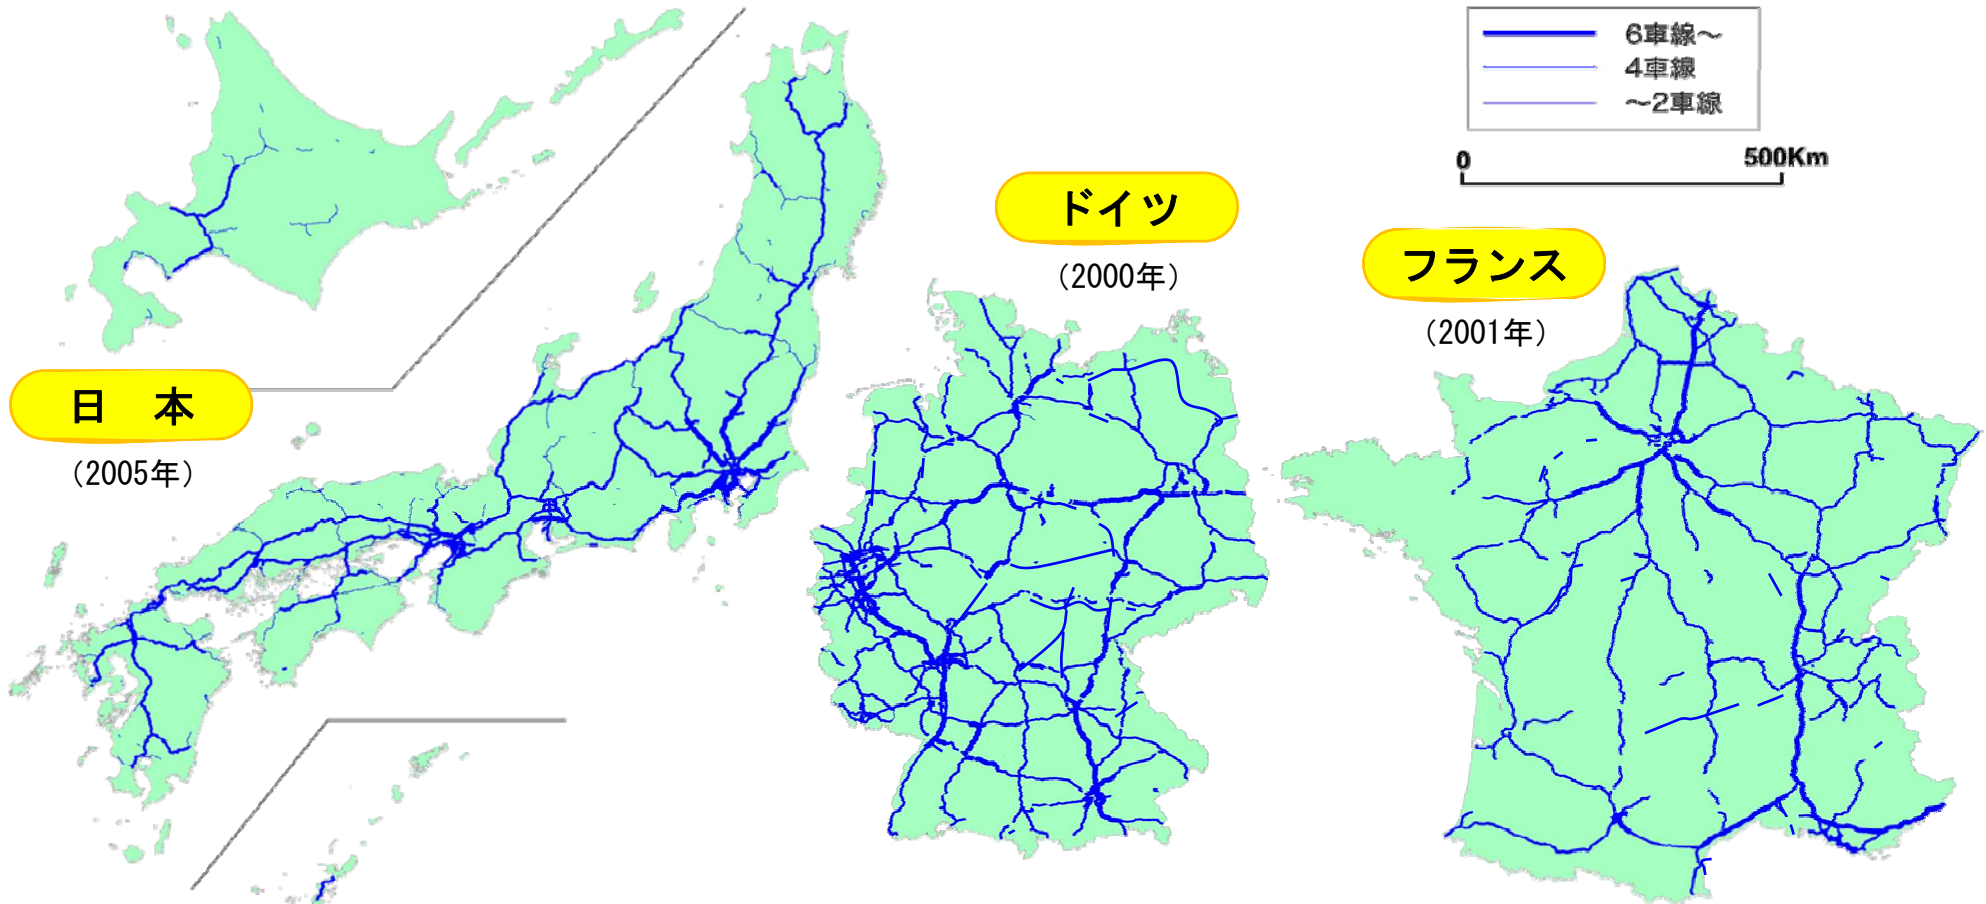 6車線～
4車線
～2車線
0 500Km
ドイツ
（2000年）
フランス
（2001年）
日　本
（2005年）